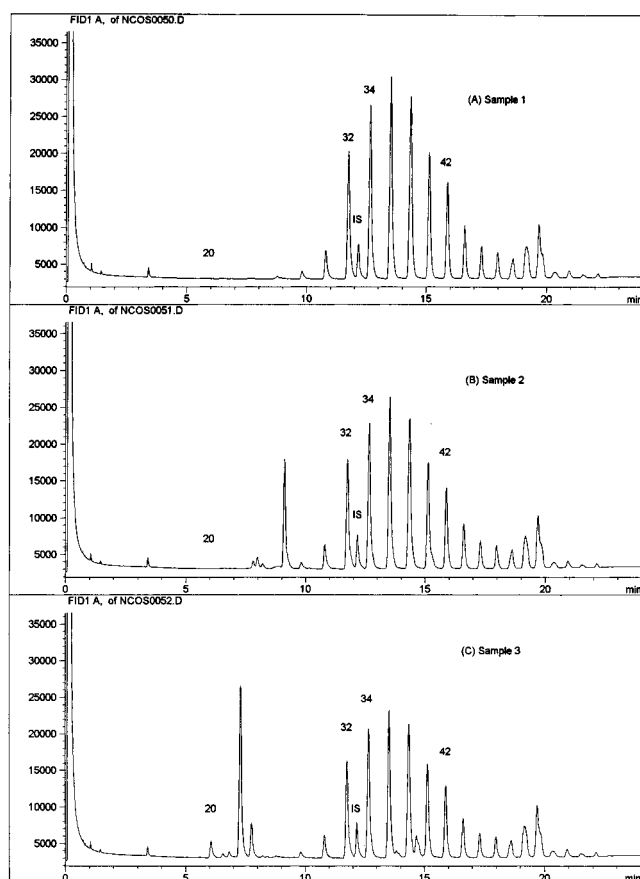 FID1 A, of NCOS0050.D
35000
30000
25000
20000
15000
10000
5000
20
32
IS
34
42
(A) Sample 1
0 5 10 15 20 min
FID1 A, of NCOS0051.D
35000
30000
25000
20000
15000
10000
5000
20
32
IS
34
42
(B) Sample 2
0 5 10 15 20 min
FID1 A, of NCOS0052.D
35000
30000
25000
20000
15000
10000
5000
20
32
IS
34
42
(C) Sample 3
0 5 10 15 20 min